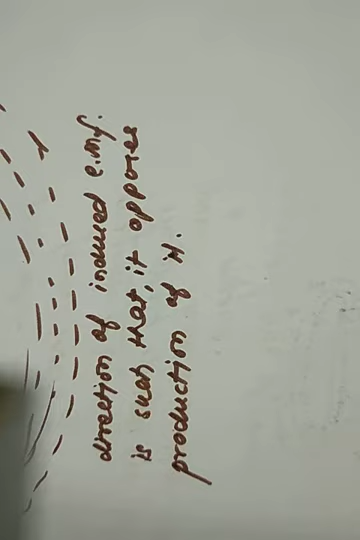 direction of induced e.m.f.
is such that, it opposes
production of it.